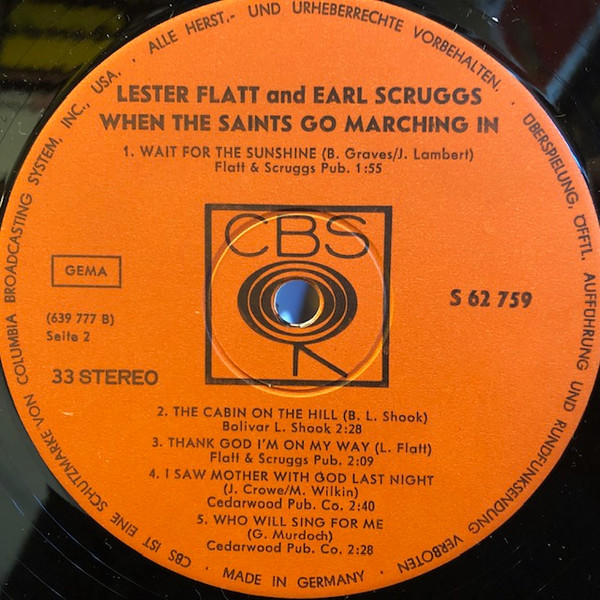 ALLE HERST.- UND URHEBERRECHTE VORBEHALTEN. · ÜBERSPIELUNG, ÖFFTL. AUFFÜHRUNG UND RUNDFUNKSENDUNG VERBOTEN
LESTER FLATT and EARL SCRUGGS
WHEN THE SAINTS GO MARCHING IN
1. WAIT FOR THE SUNSHINE (B. Graves/J. Lambert)
Flatt & Scruggs Pub. 1:55
CBS
GEMA
S 62 759
(639 777 B)
Seite 2
33 STEREO
2. THE CABIN ON THE HILL (B. L. Shook)
Bolivar L. Shook 2:28
3. THANK GOD I'M ON MY WAY (L. Flatt)
Flatt & Scruggs Pub. 2:09
4. I SAW MOTHER WITH GOD LAST NIGHT
(J. Crowe/M. Wilkin)
Cedarwood Pub. Co. 2:40
5. WHO WILL SING FOR ME
(G. Murdoch)
Cedarwood Pub. Co. 2:28
· MADE IN GERMANY ·
CBS IST EINE SCHUTZMARKE VON COLUMBIA BROADCASTING SYSTEM, INC., USA. ·